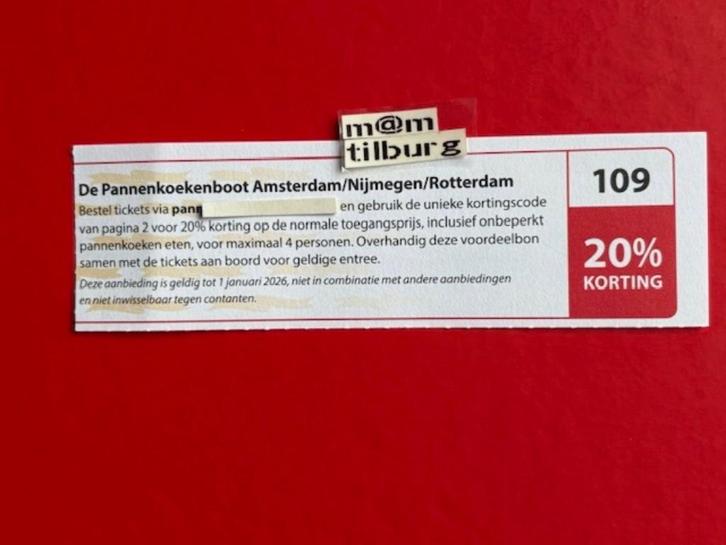 m@m
tilburg
De Pannenkoekenboot Amsterdam/Nijmegen/Rotterdam
Bestel tickets via pann en gebruik de unieke kortingscode
van pagina 2 voor 20% korting op de normale toegangsprijs, inclusief onbeperkt
pannenkoeken eten, voor maximaal 4 personen. Overhandig deze voordeelbon
samen met de tickets aan boord voor geldige entree.
Deze aanbieding is geldig tot 1 januari 2026, niet in combinatie met andere aanbiedingen
en niet inwisselbaar tegen contanten.
109
20%
KORTING